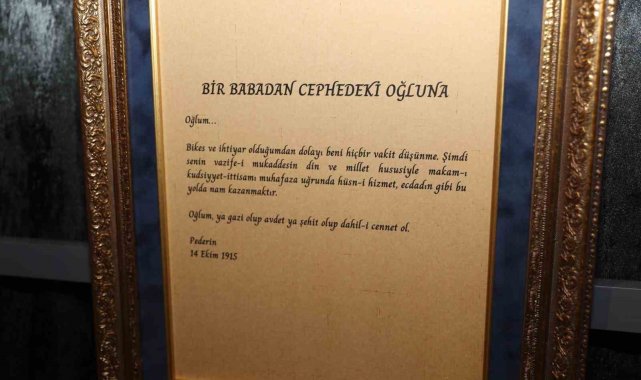 BİR BABADAN CEPHEDEKİ OĞLUNA
Oğlum...
Bikes ve ihtiyar olduğumdan dolayı beni hiçbir vakit düşünme. Şimdi
senin vazife-i mukaddesin din ve millet hususiyle makam-ı
kudsiyyet-ittisamı muhafaza uğrunda hüsn-i hizmet, ecdadın gibi bu
yolda nam kazanmaktır.
Oğlum, ya gazi olup avdet ya şehit olup dahil-i cennet ol.
Pederin
14 Ekim 1915